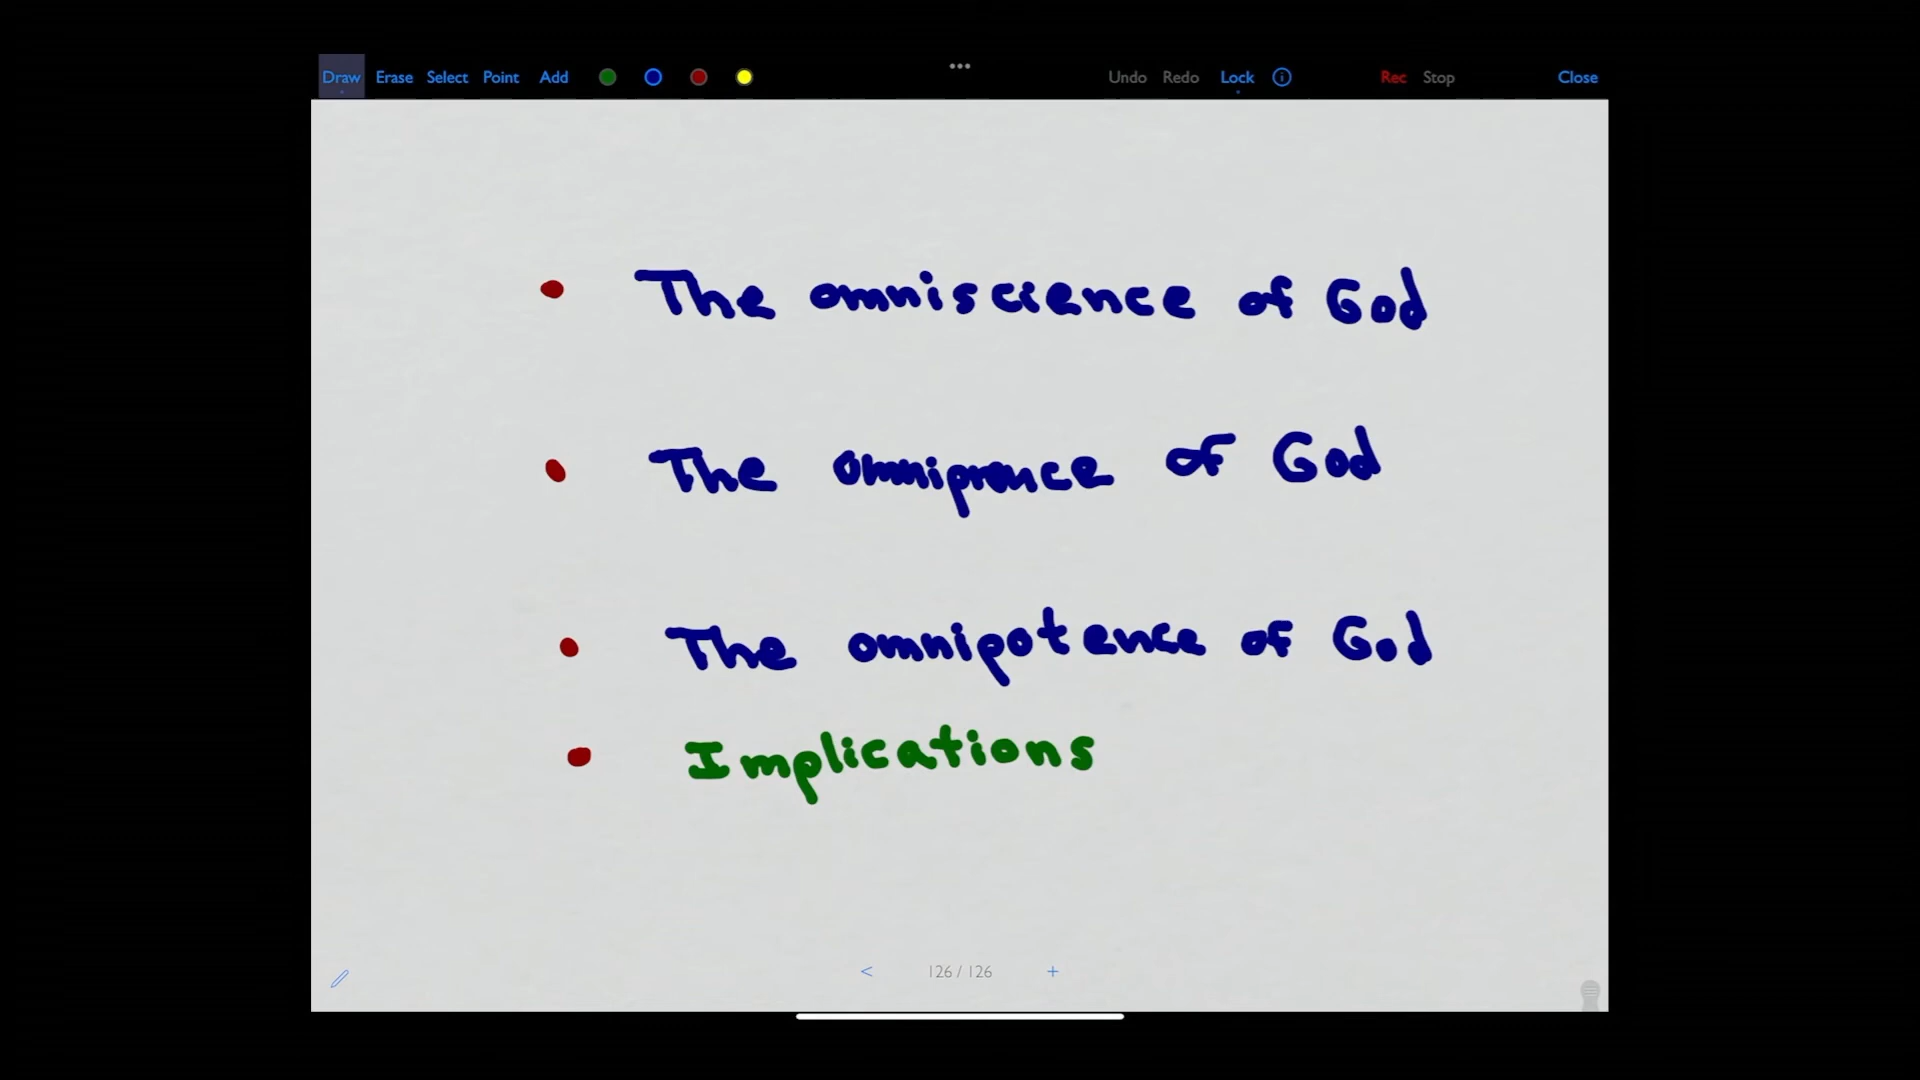 Draw Erase Select Point Add ••• Undo Redo Lock Rec Stop Close
• The omniscience of God
• The omniprence of God
• The omnipotence of God
• Implications
< 126 / 126 +